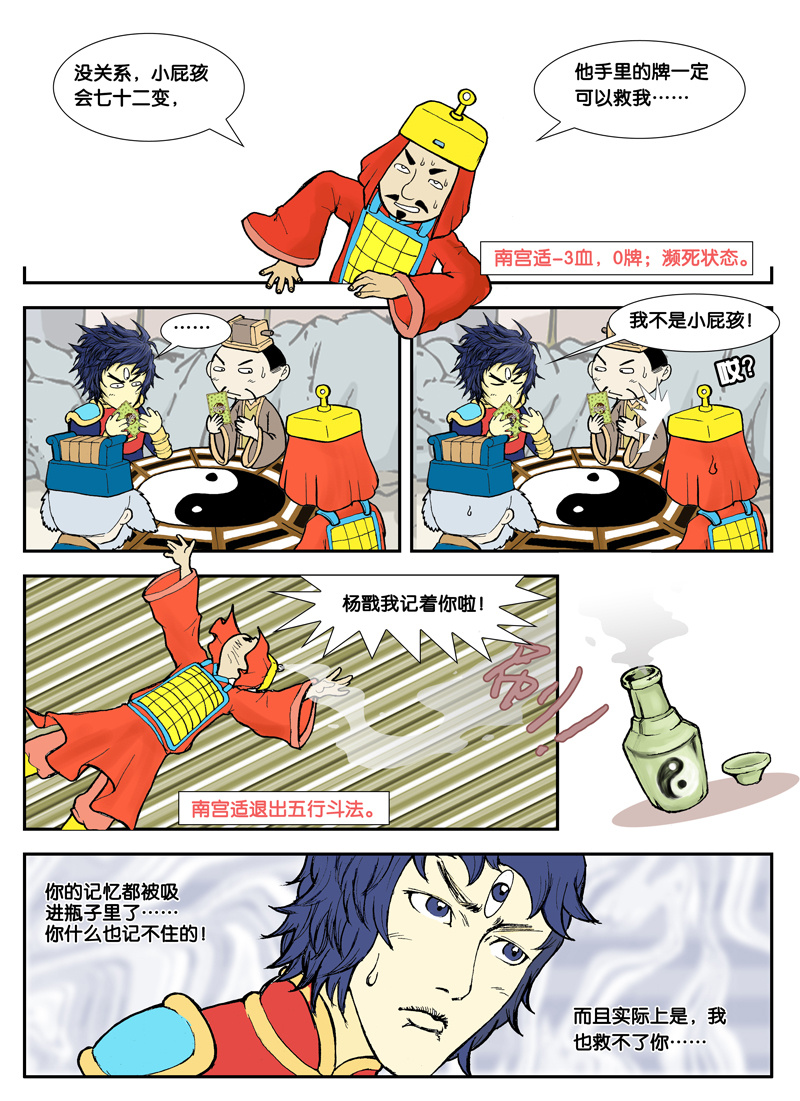 没关系，小屁孩
会七十二变，
他手里的牌一定
可以救我……
南宫适-3血，0牌；濒死状态。
……
我不是小屁孩！
哎？
杨戬我记着你啦！
南宫适退出五行斗法。
你的记忆都被吸
进瓶子里了……
你什么也记不住的！
而且实际上是，我
也救不了你……